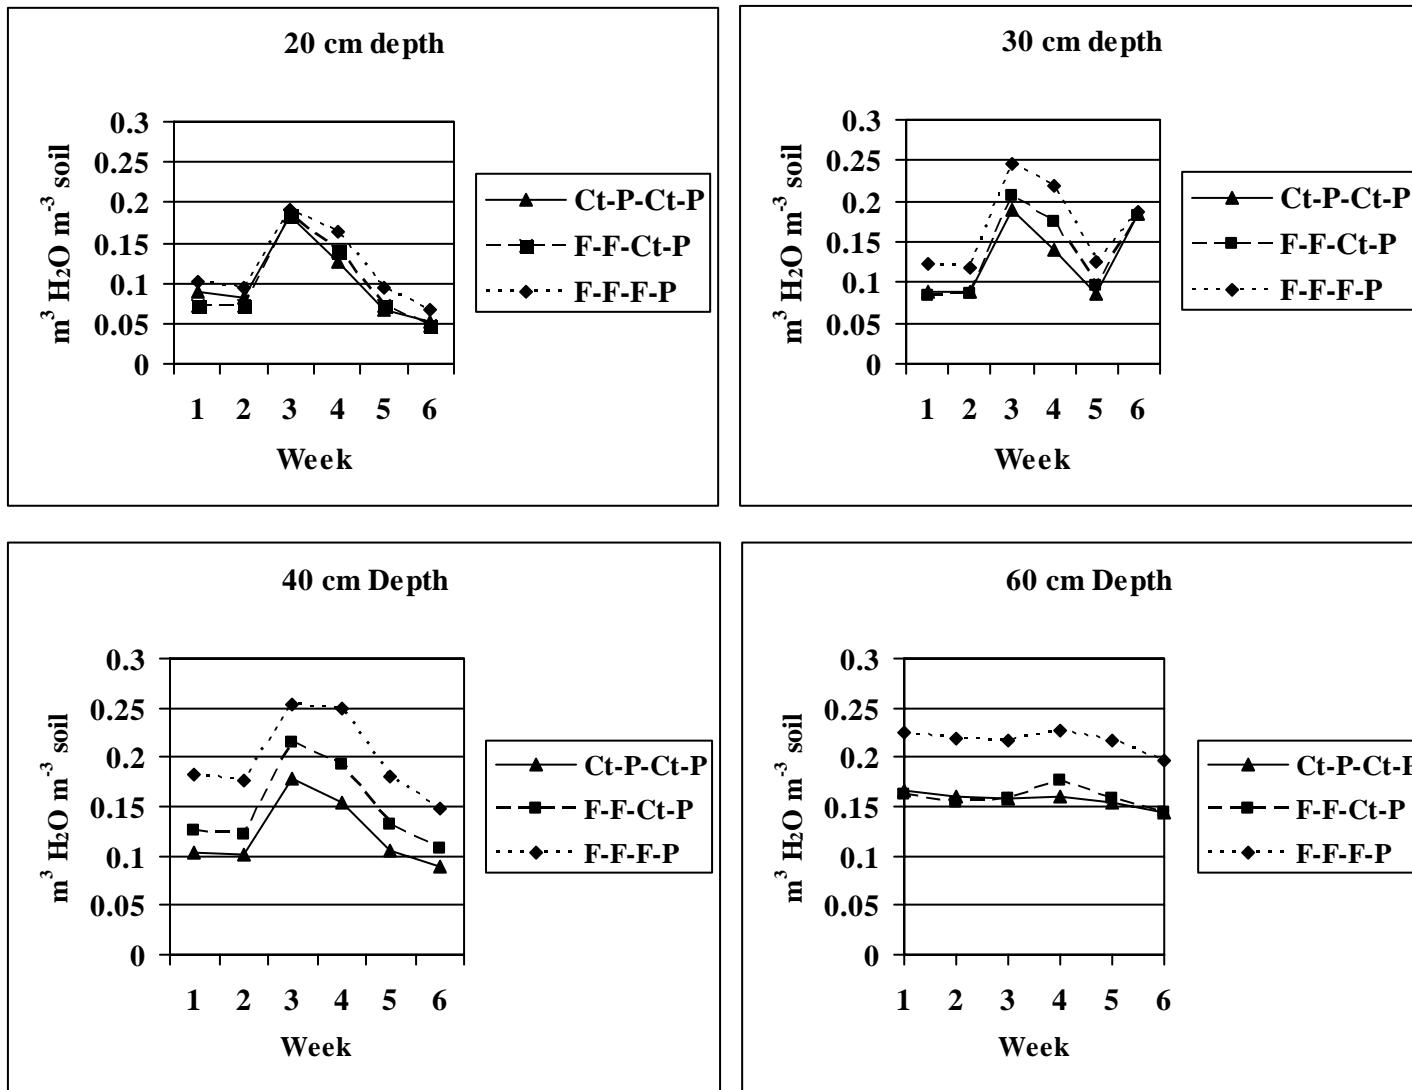 20 cm depth
m³ H₂O m⁻³ soil
0.3
0.25
0.2
0.15
0.1
0.05
0
1 2 3 4 5 6
Week
Ct-P-Ct-P
F-F-Ct-P
F-F-F-P
30 cm depth
m³ H₂O m⁻³ soil
0.3
0.25
0.2
0.15
0.1
0.05
0
1 2 3 4 5 6
Week
Ct-P-Ct-P
F-F-Ct-P
F-F-F-P
40 cm Depth
m³ H₂O m⁻³ soil
0.3
0.25
0.2
0.15
0.1
0.05
0
1 2 3 4 5 6
Week
Ct-P-Ct-P
F-F-Ct-P
F-F-F-P
60 cm Depth
m³ H₂O m⁻³ soil
0.3
0.25
0.2
0.15
0.1
0.05
0
1 2 3 4 5 6
Week
Ct-P-Ct-P
F-F-Ct-P
F-F-F-P